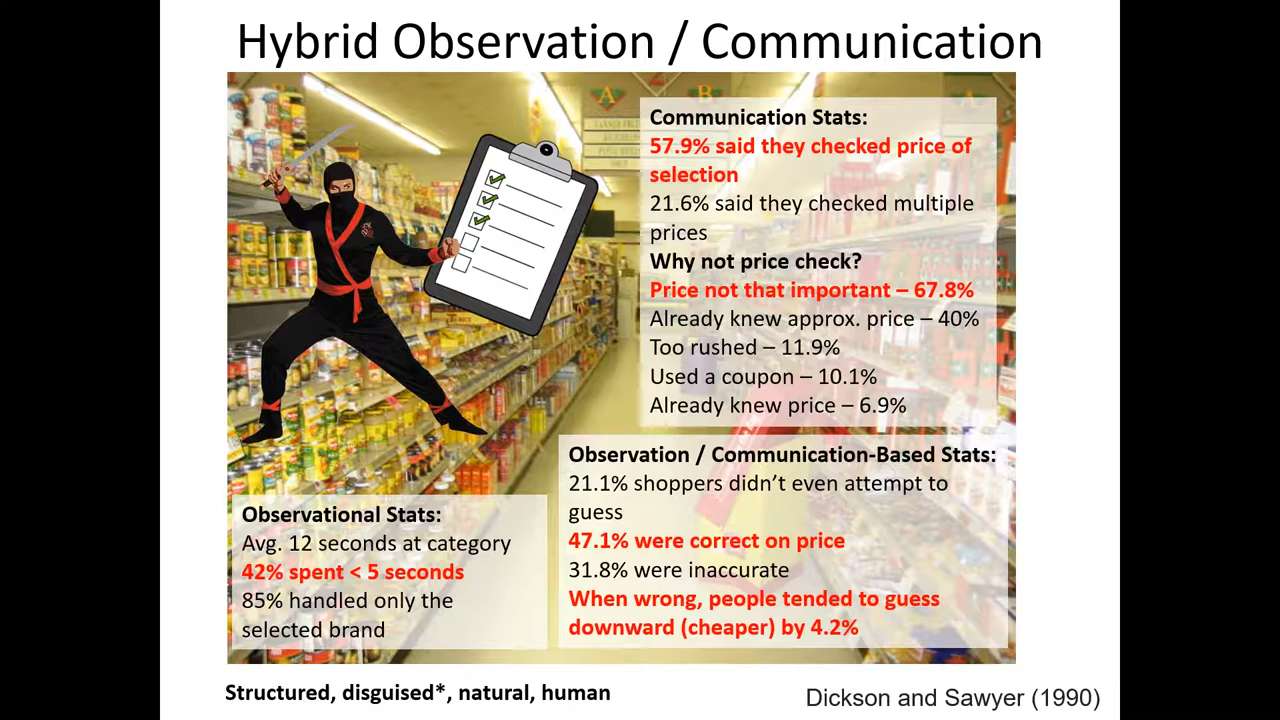 Hybrid Observation / Communication
A
B
Communication Stats:
57.9% said they checked price of
selection
21.6% said they checked multiple
prices
Why not price check?
Price not that important – 67.8%
Already knew approx. price – 40%
Too rushed – 11.9%
Used a coupon – 10.1%
Already knew price – 6.9%
Observation / Communication-Based Stats:
21.1% shoppers didn’t even attempt to
guess
47.1% were correct on price
31.8% were inaccurate
When wrong, people tended to guess
downward (cheaper) by 4.2%
Observational Stats:
Avg. 12 seconds at category
42% spent < 5 seconds
85% handled only the
selected brand
Structured, disguised*, natural, human
Dickson and Sawyer (1990)